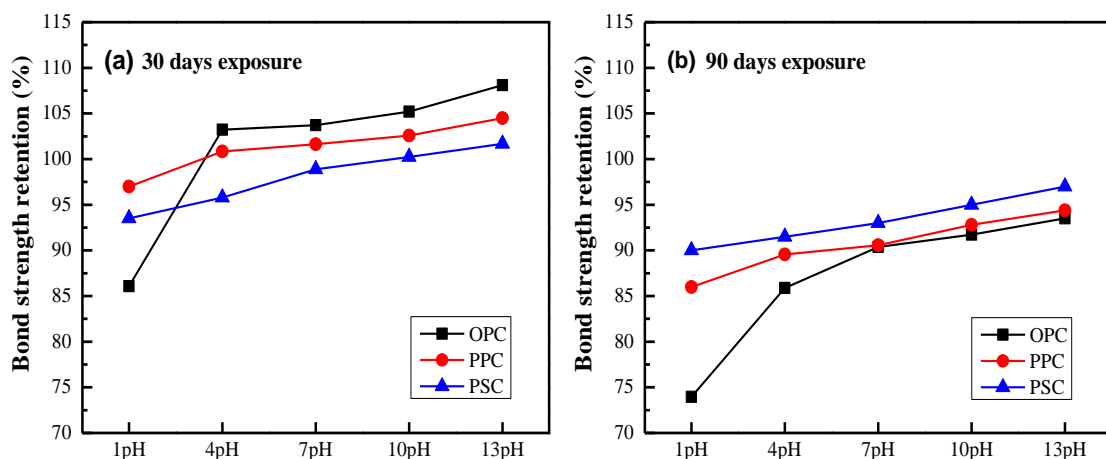 (a) 30 days exposure
Bond strength retention (%)
115
110
105
100
95
90
85
80
75
70
1pH 4pH 7pH 10pH 13pH
OPC
PPC
PSC
(b) 90 days exposure
Bond strength retention (%)
115
110
105
100
95
90
85
80
75
70
1pH 4pH 7pH 10pH 13pH
OPC
PPC
PSC